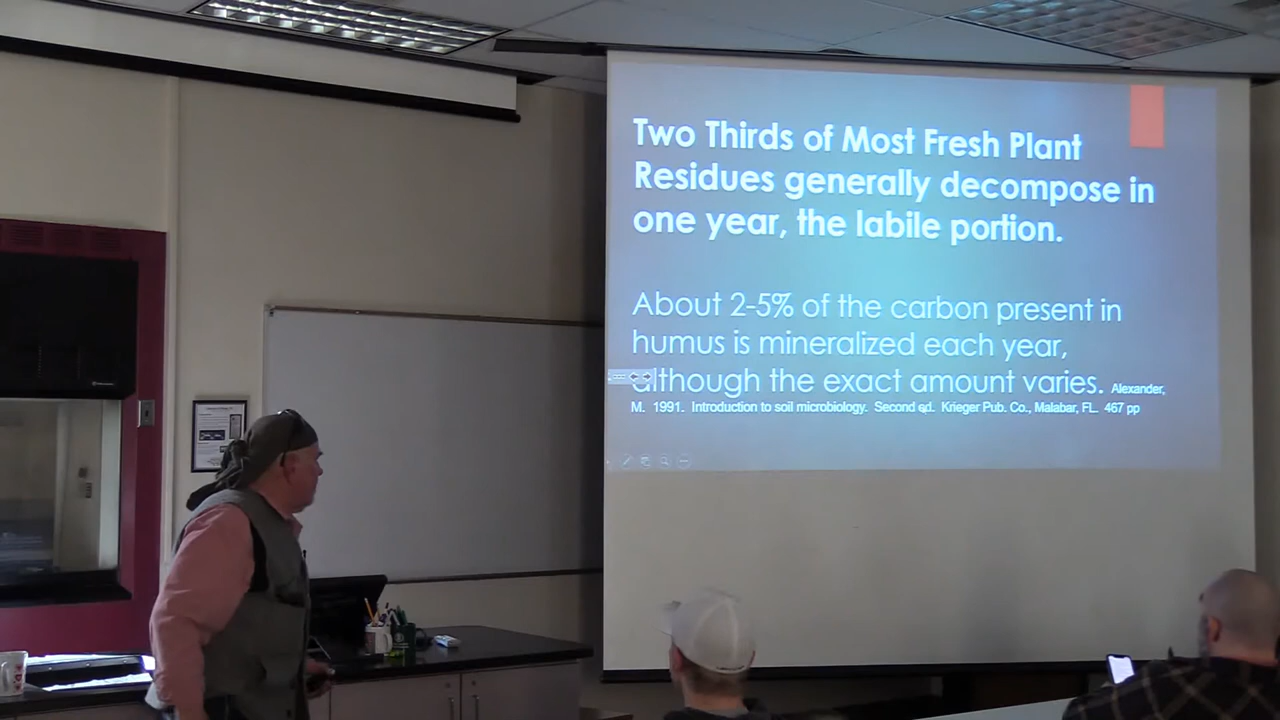 Two Thirds of Most Fresh Plant
Residues generally decompose in
one year, the labile portion.
About 2-5% of the carbon present in
humus is mineralized each year,
although the exact amount varies. Alexander,
M. 1991. Introduction to soil microbiology. Second ed. Krieger Pub. Co., Malabar, FL. 467 pp